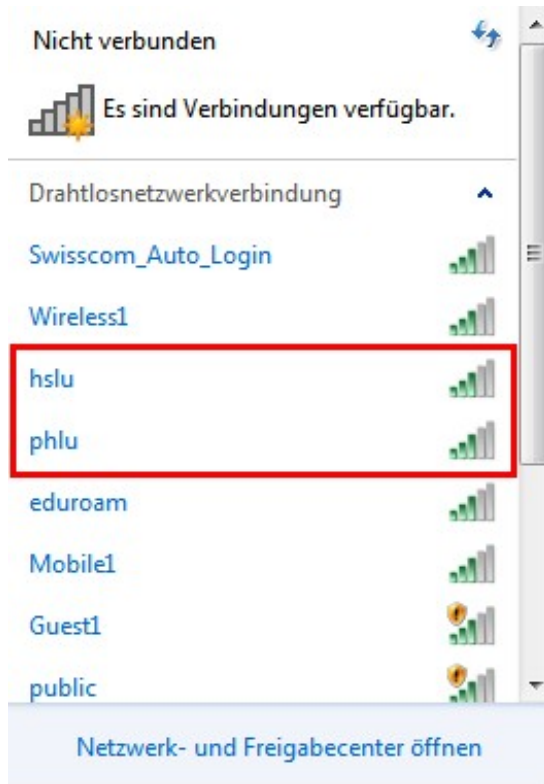 Nicht verbunden
Es sind Verbindungen verfügbar.
Drahtlosnetzwerkverbindung
Swisscom_Auto_Login
Wireless1
hslu
phlu
eduroam
Mobile1
Guest1
public
Netzwerk- und Freigabecenter öffnen